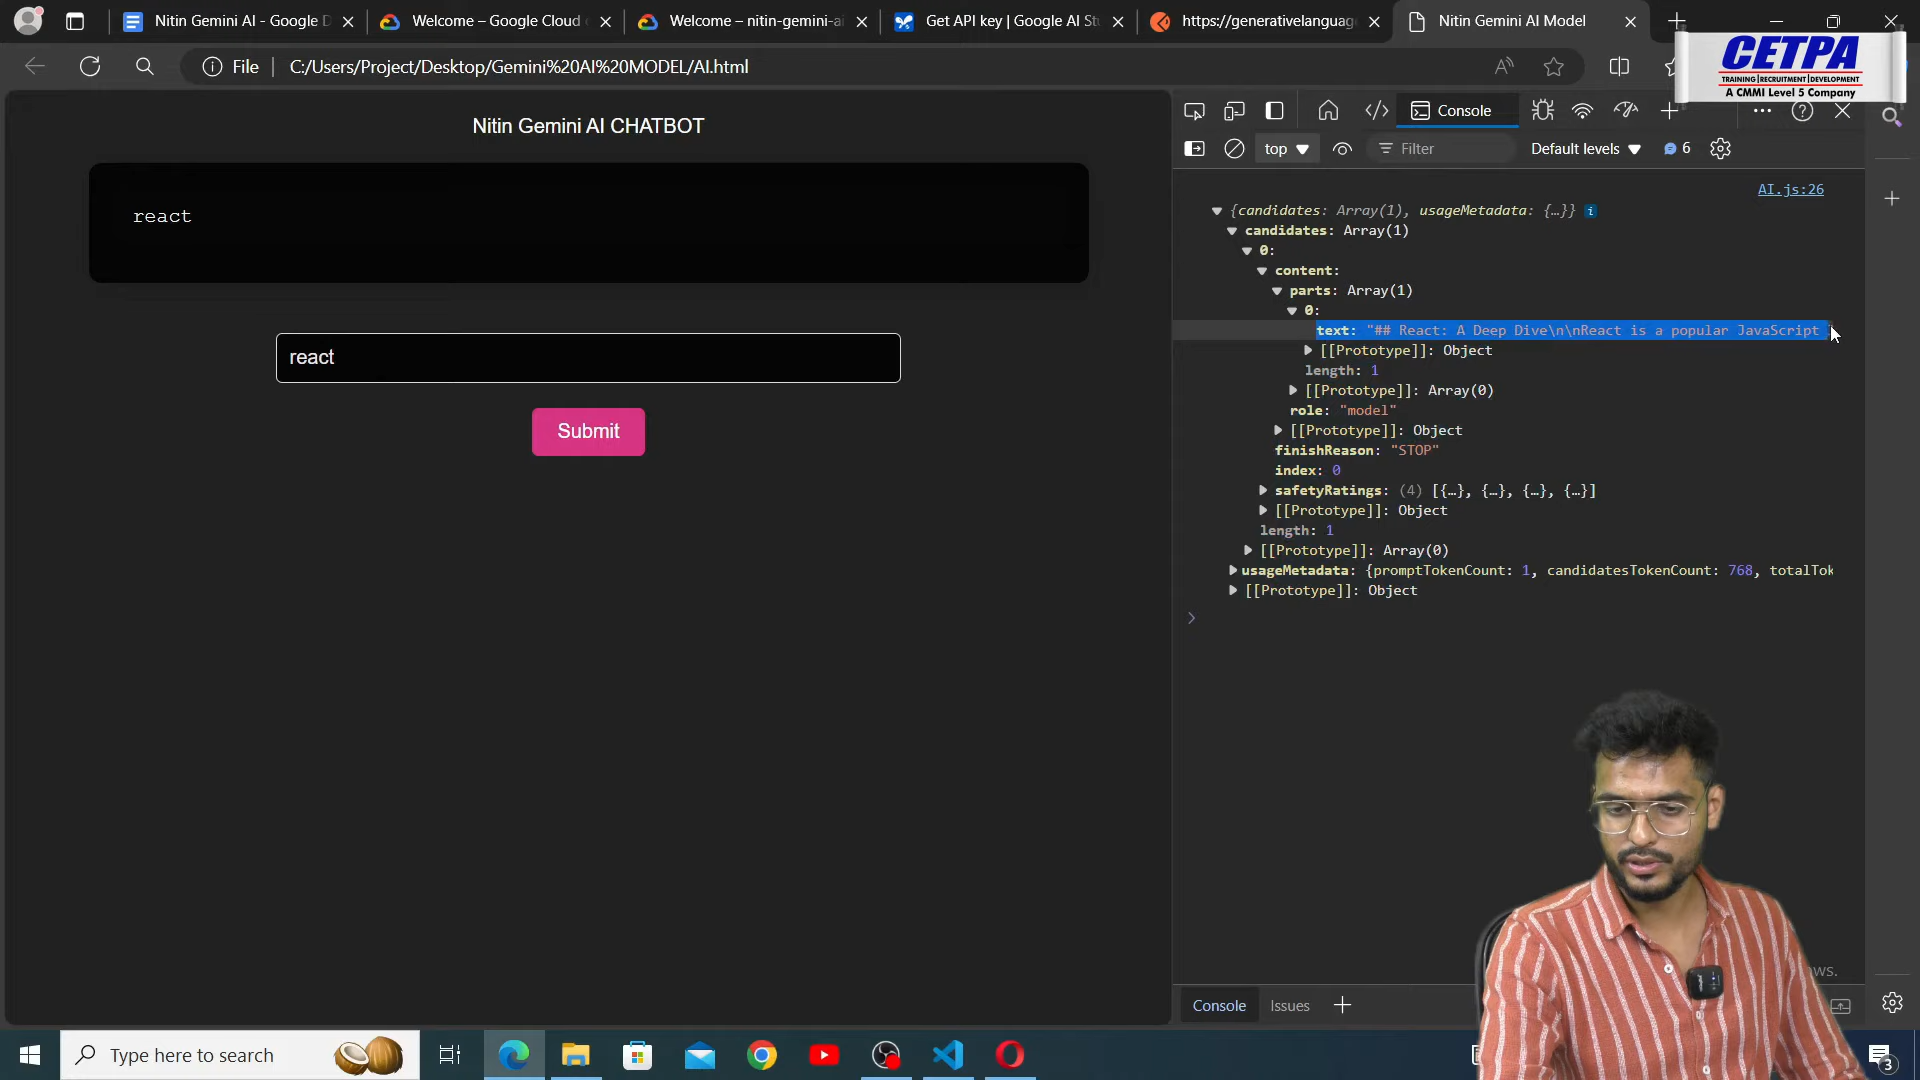 Nitin Gemini AI - Google D
Welcome – Google Cloud
Welcome – nitin-gemini-ai
Get API key | Google AI St
https://generativelanguage
Nitin Gemini AI Model
CETPA
TRAINING|RECRUITMENT|DEVELOPMENT
A CMMI Level 5 Company
File
C:/Users/Project/Desktop/Gemini%20AI%20MODEL/AI.html
Console
top
Filter
Default levels
6
Nitin Gemini AI CHATBOT
react
react
Submit
AI.js:26
{candidates: Array(1), usageMetadata: {…}}
candidates: Array(1)
0:
content:
parts: Array(1)
0:
text: "## React: A Deep Dive\n\nReact is a popular JavaScript
[[Prototype]]: Object
length: 1
[[Prototype]]: Array(0)
role: "model"
[[Prototype]]: Object
finishReason: "STOP"
index: 0
safetyRatings: (4) [{…}, {…}, {…}, {…}]
[[Prototype]]: Object
length: 1
[[Prototype]]: Array(0)
usageMetadata: {promptTokenCount: 1, candidatesTokenCount: 768, totalTok
[[Prototype]]: Object
ows.
Console
Issues
Type here to search
3